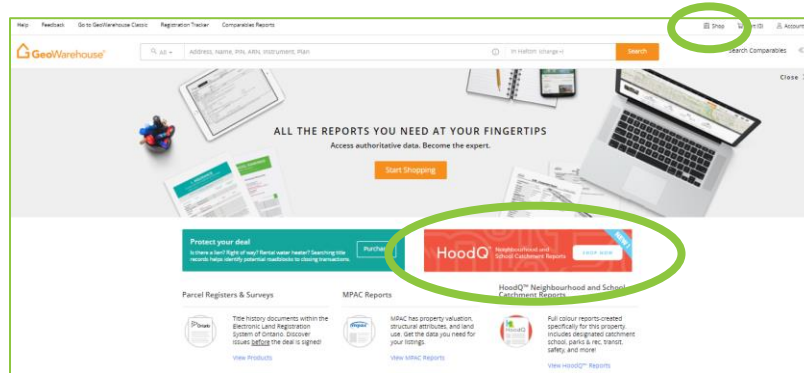 Help Feedback Go to GeoWarehouse Classic Registration Tracker Comparables Reports Shop Account
GeoWarehouse All Address, Name, PIN, ARN, Instrument, Plan Search Search Comparables
Close
ALL THE REPORTS YOU NEED AT YOUR FINGERTIPS
Access authoritative data. Become the expert.
Start Shopping
Protect your deal
Is there a lien? Right of way? Rental water heater? Searching title
records helps identify potential roadblocks to closing transactions.
Purchase
HoodQ™ Neighbourhood and
School Catchment Reports
SHOP NOW
NEW!
Parcel Registers & Surveys
Title history documents within the
Electronic Land Registration
System of Ontario. Discover
issues before the deal is signed!
View Products
MPAC Reports
MPAC has property valuation,
structural attributes, and land
use. Get the data you need for
your listings.
View MPAC Reports
HoodQ™ Neighbourhood and School
Catchment Reports
Full colour reports-created
specifically for this property.
Includes designated catchment
school, parks & rec, transit,
safety, and more!
View HoodQ™ Reports
Ontario
mpac
HoodQ